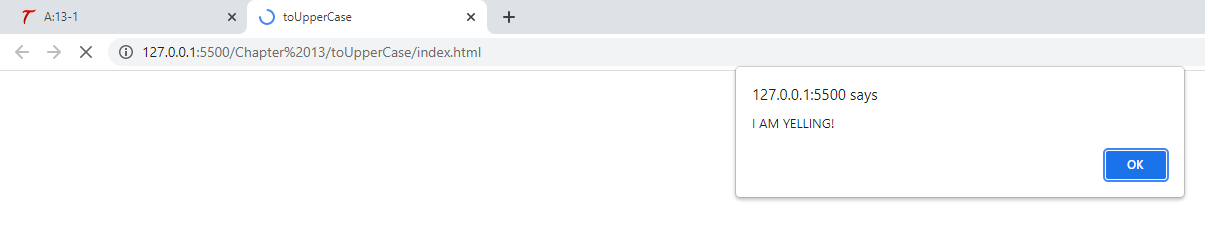 A:13-1
toUpperCase
127.0.0.1:5500/Chapter%2013/toUpperCase/index.html
127.0.0.1:5500 says
I AM YELLING!
OK